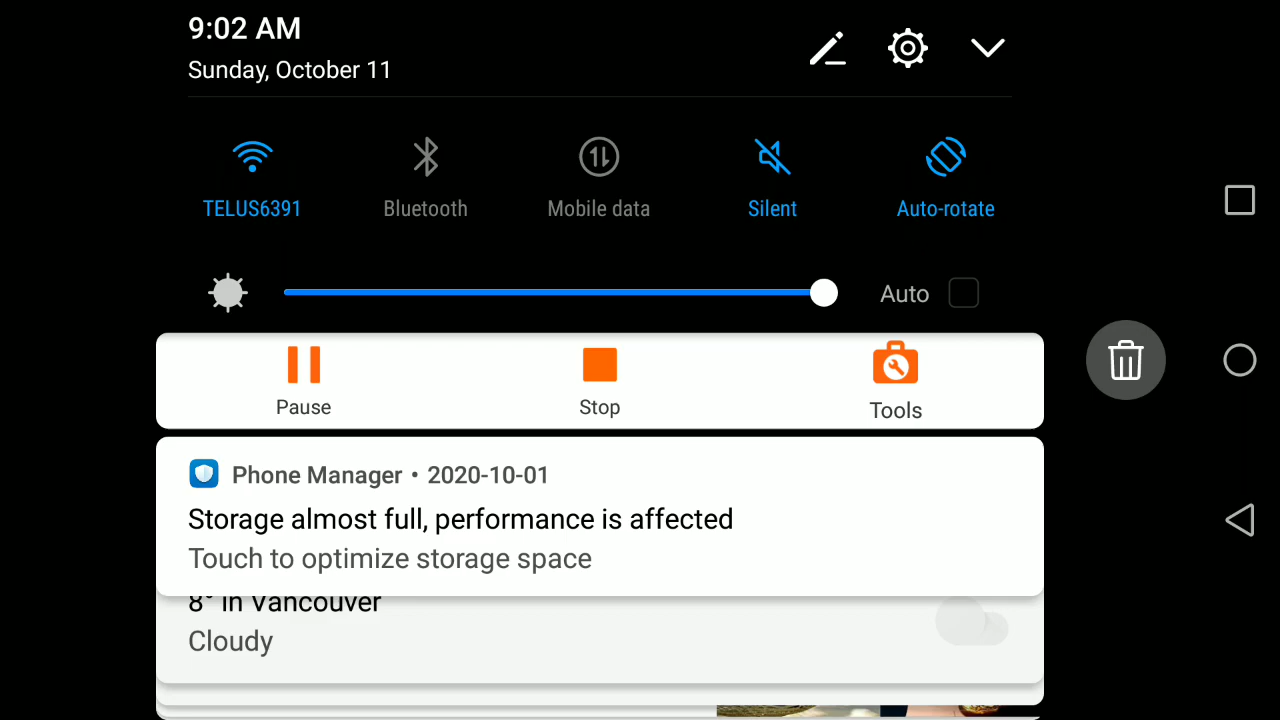 9:02 AM
Sunday, October 11
TELUS6391
Bluetooth
Mobile data
Silent
Auto-rotate
Auto
Pause
Stop
Tools
Phone Manager • 2020-10-01
Storage almost full, performance is affected
Touch to optimize storage space
8° in Vancouver
Cloudy